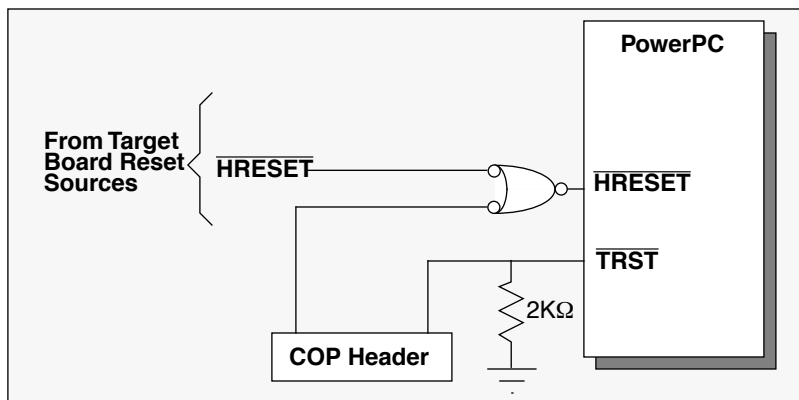 PowerPC
From Target
Board Reset
Sources
HRESET
HRESET
TRST
2KΩ
COP Header